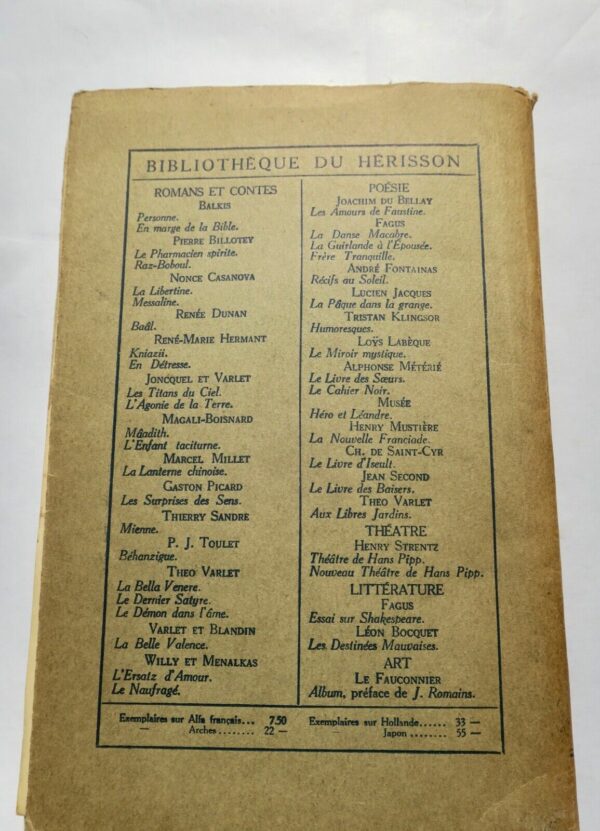 BIBLIOTHÈQUE DU HÉRISSON
ROMANS ET CONTES
BALKIS
Personne.
En marge de la Bible.
PIERRE BILLOTEY
Le Pharmacien spirite.
Raz-Boboul.
NONCE CASANOVA
La Libertine.
Messaline.
RENÉE DUNAN
Baâl.
RENÉ-MARIE HERMANT
Kniazii.
En Détresse.
JONCQUEL ET VARLET
Les Titans du Ciel.
L'Agonie de la Terre.
MAGALI-BOISNARD
Mâadith.
L'Enfant taciturne.
MARCEL MILLET
La Lanterne chinoise.
GASTON PICARD
Les Surprises des Sens.
THIERRY SANDRE
Mienne.
P. J. TOULET
Béhanzigue.
THEO VARLET
La Bella Venere.
Le Dernier Satyre.
Le Démon dans l'âme.
VARLET ET BLANDIN
La Belle Valence.
WILLY ET MENALKAS
L'Ersatz d'Amour.
Le Naufragé.
POÉSIE
JOACHIM DU BELLAY
Les Amours de Faustine.
FAGUS
La Danse Macabre.
La Guirlande à l'Épousée.
Frère Tranquille.
ANDRÉ FONTAINAS
Récifs au Soleil.
LUCIEN JACQUES
La Pâque dans la grange.
TRISTAN KLINGSOR
Humoresques.
LOŸS LABÈQUE
Le Miroir mystique.
ALPHONSE MÉTÉRIÉ
Le Livre des Sœurs.
Le Cahier Noir.
MUSÉE
Héro et Léandre.
HENRY MUSTIÈRE
La Nouvelle Franciade.
CH. DE SAINT-CYR
Le Livre d'Iseult.
JEAN SECOND
Le Livre des Baisers.
THEO VARLET
Aux Libres Jardins.
THÉATRE
HENRY STRENTZ
Théâtre de Hans Pipp.
Nouveau Théâtre de Hans Pipp.
LITTÉRATURE
FAGUS
Essai sur Shakespeare.
LÉON BOCQUET
Les Destinées Mauvaises.
ART
LE FAUCONNIER
Album, préface de J. Romains.
Exemplaires sur Alfa français... 7.50
— Arches........ 22 —
Exemplaires sur Hollande...... 33 —
Japon ........ 55 —